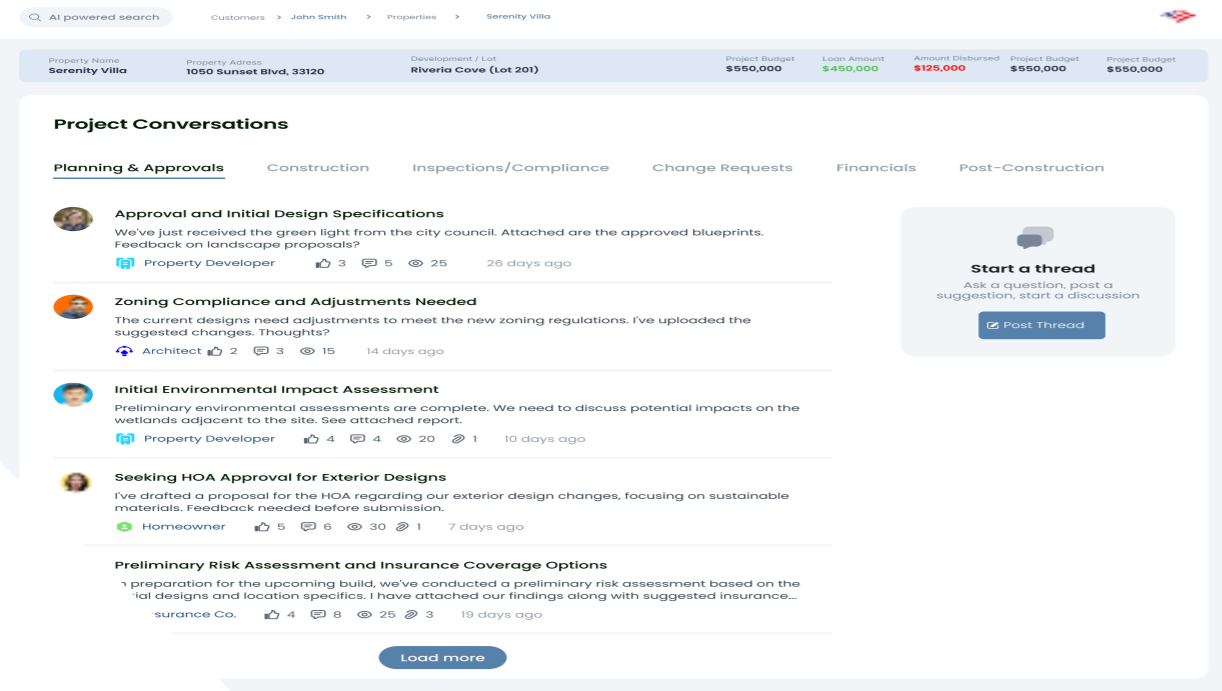 AI powered search
Customers > John Smith > Properties > Serenity Villa
Property Name
Serenity Villa
Property Adress
1050 Sunset Blvd, 33120
Development / Lot
Riveria Cove (Lot 201)
Project Budget
$550,000
Loan Amount
$450,000
Amount Disbursed
$125,000
Project Budget
$550,000
Project Budget
$550,000
Project Conversations
Planning & Approvals Construction Inspections/Compliance Change Requests Financials Post-Construction
Approval and Initial Design Specifications
We've just received the green light from the city council. Attached are the approved blueprints.
Feedback on landscape proposals?
Property Developer 3 5 25 26 days ago
Zoning Compliance and Adjustments Needed
The current designs need adjustments to meet the new zoning regulations. I've uploaded the
suggested changes. Thoughts?
Architect 2 3 15 14 days ago
Initial Environmental Impact Assessment
Preliminary environmental assessments are complete. We need to discuss potential impacts on the
wetlands adjacent to the site. See attached report.
Property Developer 4 4 20 1 10 days ago
Seeking HOA Approval for Exterior Designs
I've drafted a proposal for the HOA regarding our exterior design changes, focusing on sustainable
materials. Feedback needed before submission.
Homeowner 5 6 30 1 7 days ago
Preliminary Risk Assessment and Insurance Coverage Options
preparation for the upcoming build, we've conducted a preliminary risk assessment based on the
designs and location specifics. I have attached our findings along with suggested insurance...
Co. 4 8 25 3 19 days ago
Load more
Start a thread
Ask a question, post a
suggestion, start a discussion
Post Thread